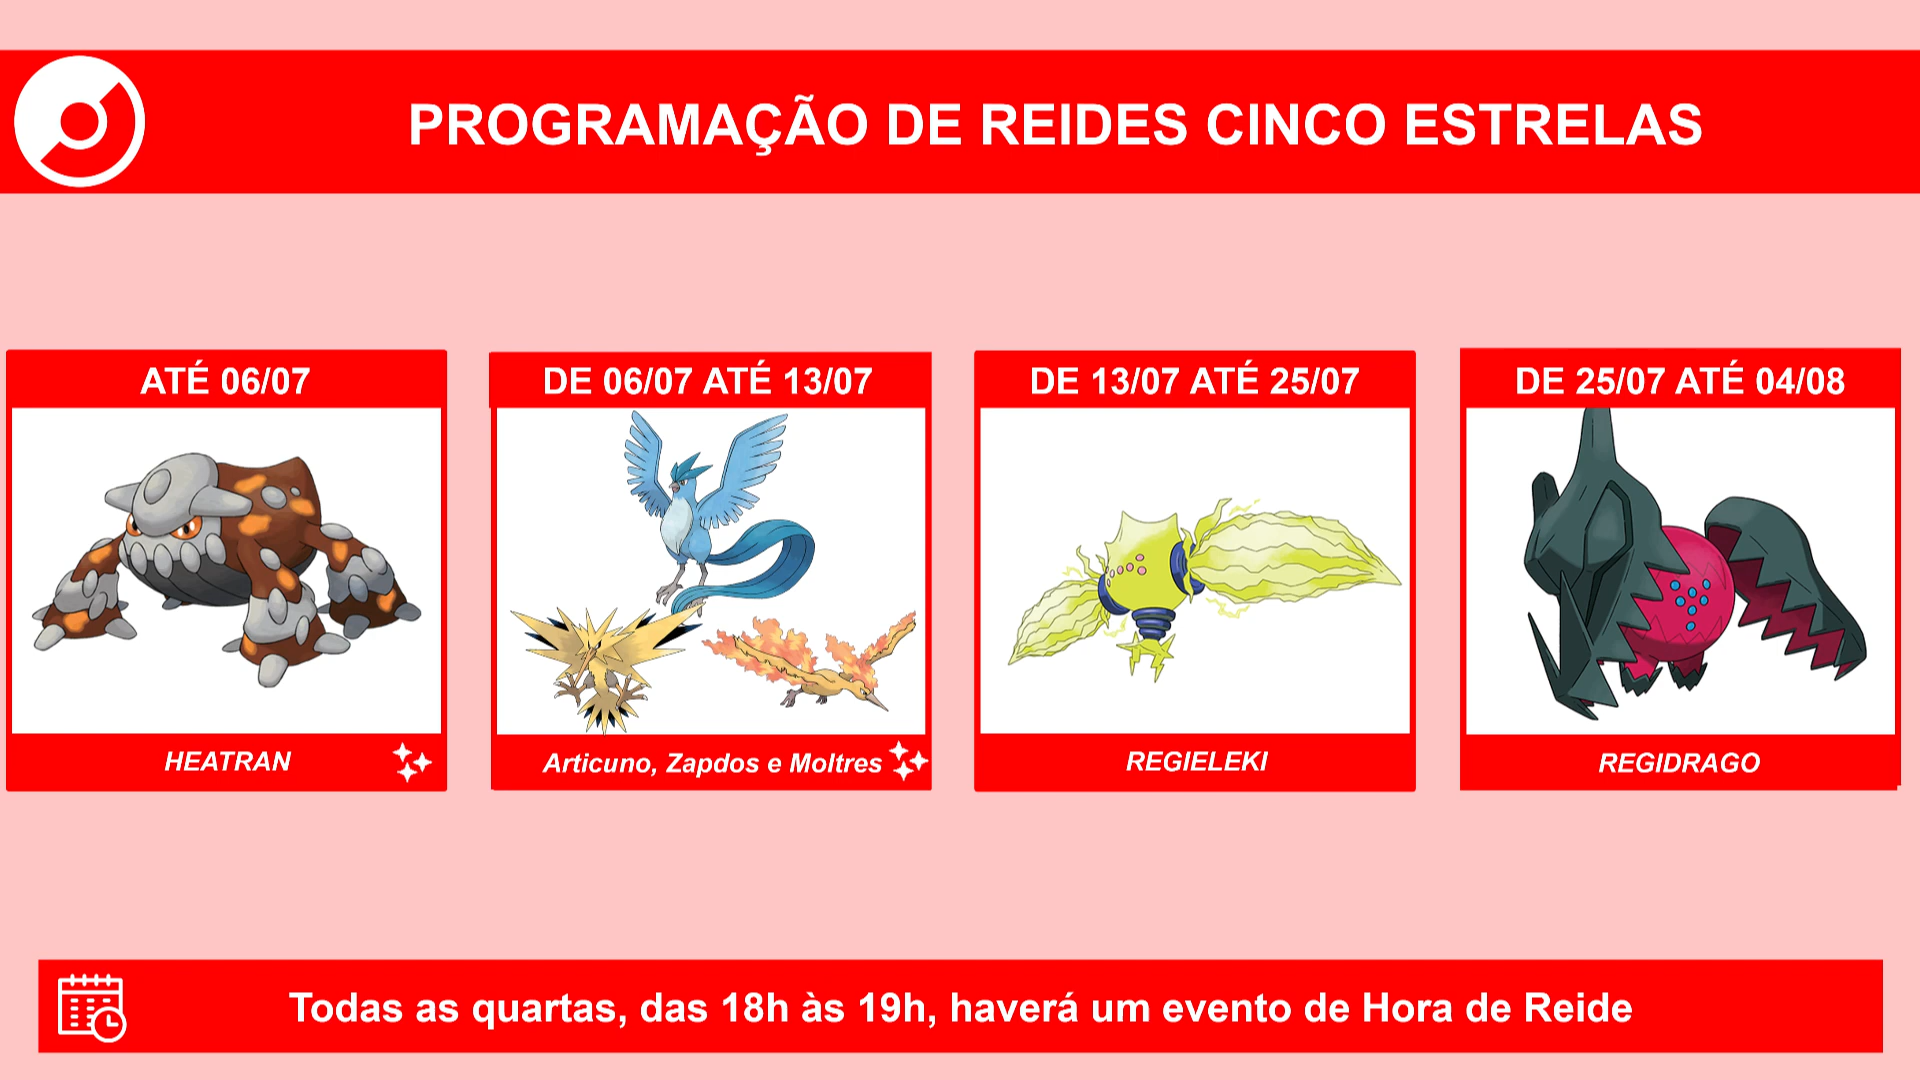 PROGRAMAÇÃO DE REIDES CINCO ESTRELAS
ATÉ 06/07
HEATRAN
DE 06/07 ATÉ 13/07
Articuno, Zapdos e Moltres
DE 13/07 ATÉ 25/07
REGIELEKI
DE 25/07 ATÉ 04/08
REGIDRAGO
Todas as quartas, das 18h às 19h, haverá um evento de Hora de Reide